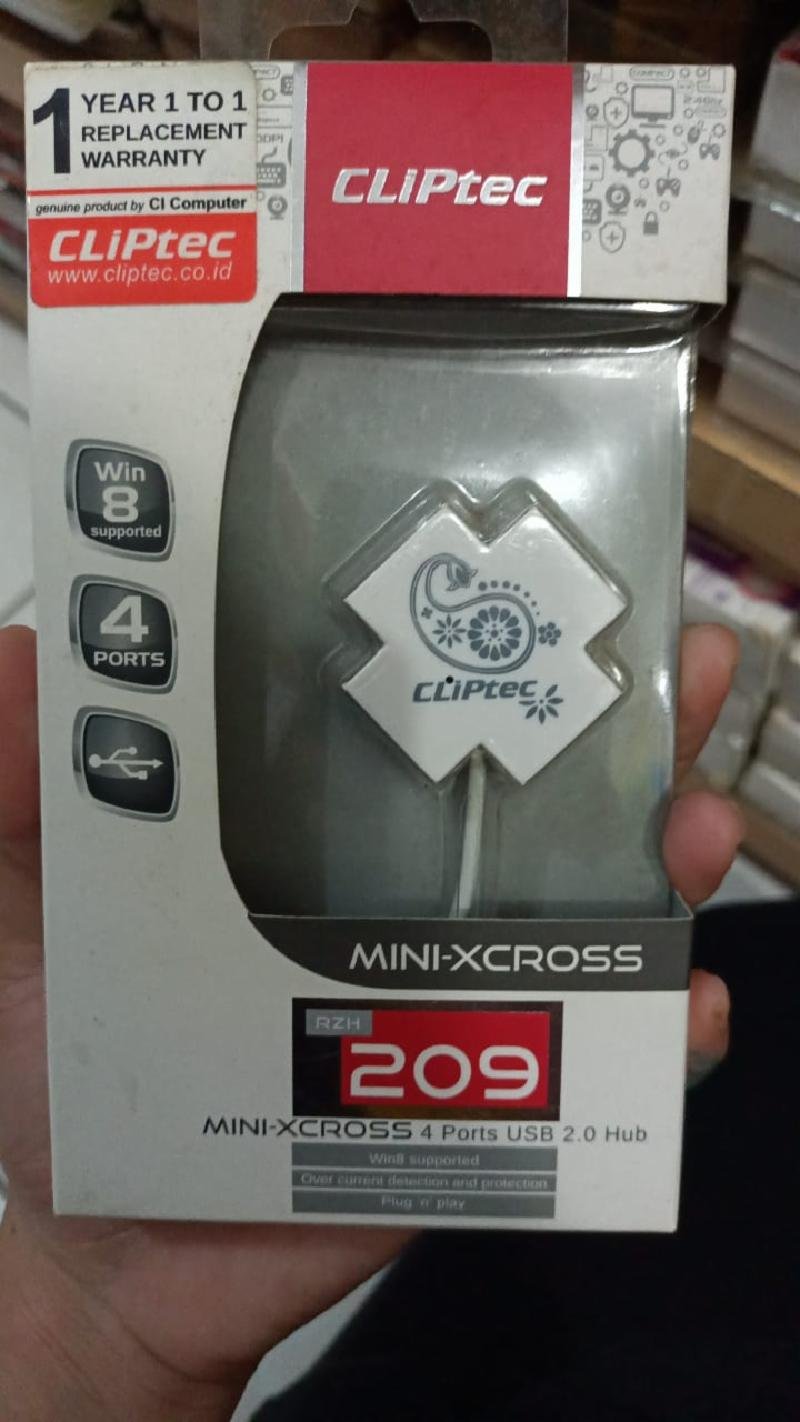 1 YEAR 1 TO 1
REPLACEMENT
WARRANTY
genuine product by CI Computer
CLiPtec
www.cliptec.co.id
CLiPtec
COMPACT
Win
8
supported
4
PORTS
CLiPtec
MINI-XCROSS
RZH
209
MINI-XCROSS 4 Ports USB 2.0 Hub
Win8 supported
Over current detection and protection
Plug 'n' play